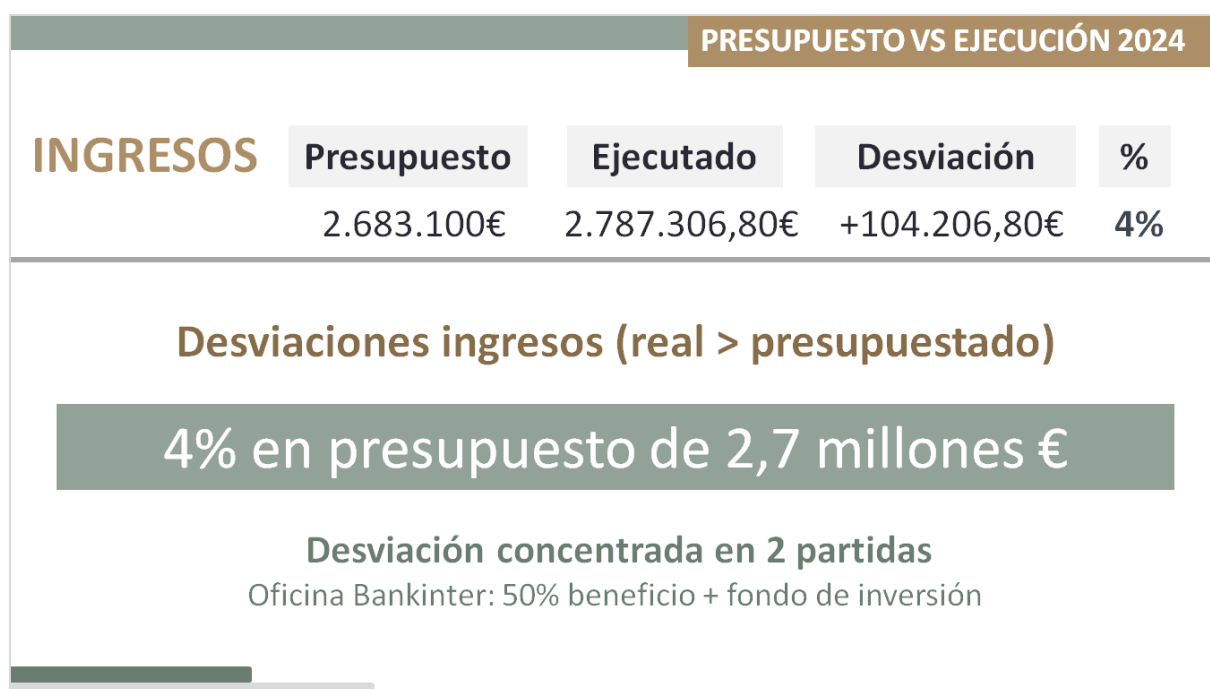 PRESUPUESTO VS EJECUCIÓN 2024
INGRESOS Presupuesto Ejecutado Desviación %
2.683.100€ 2.787.306,80€ +104.206,80€ 4%
Desviaciones ingresos (real > presupuestado)
4% en presupuesto de 2,7 millones €
Desviación concentrada en 2 partidas
Oficina Bankinter: 50% beneficio + fondo de inversión